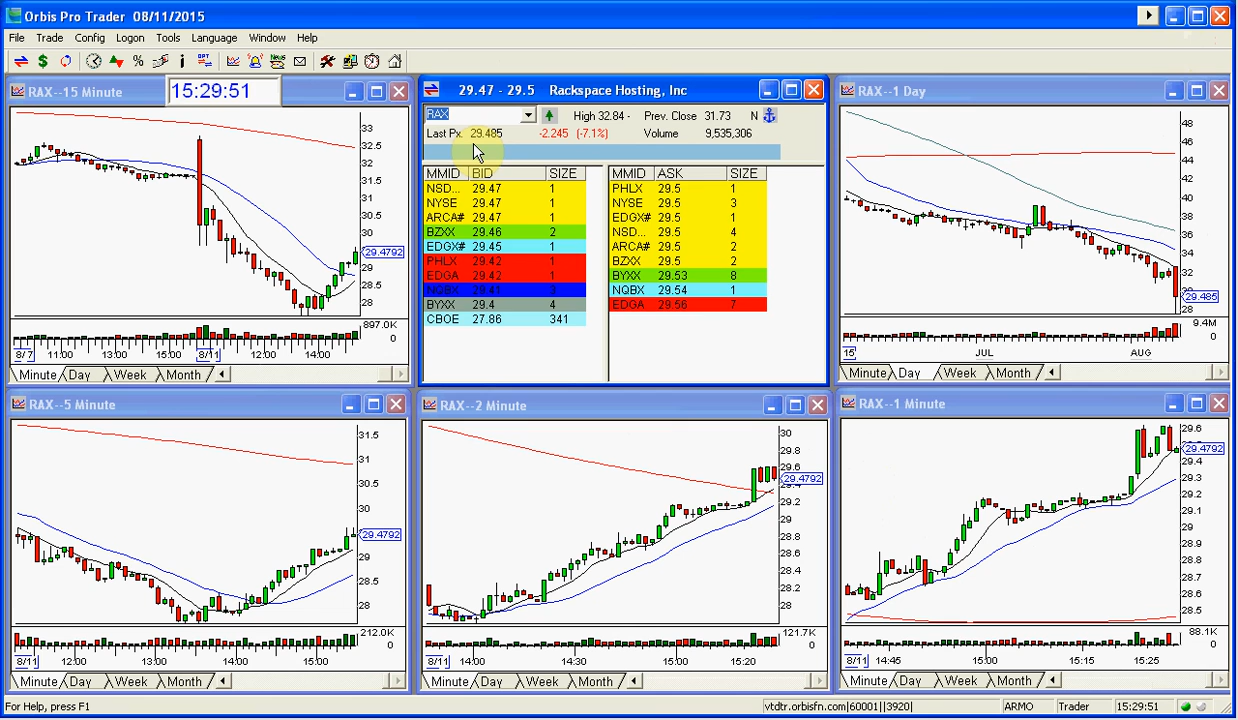 Orbis Pro Trader 08/11/2015
File Trade Config Logon Tools Language Window Help
RAX--15 Minute
15:29:51
33
32.5
31.5
30.5
30
29.4792
29
28.5
28
897.0K
0
8/7 11:00 13:00 15:00 8/11 12:00 14:00
Minute Day Week Month
29.47 - 29.5 Rackspace Hosting, Inc
RAX High 32.84 - Prev. Close 31.73 N
Last Px. 29.485 -2.245 (-7.1%) Volume 9,535,306
MMID BID SIZE MMID ASK SIZE
NSD... 29.47 1 PHLX 29.5 1
NYSE 29.47 1 NYSE 29.5 3
ARCA# 29.47 1 EDGX# 29.5 1
BZXX 29.46 2 NSD... 29.5 4
EDGX# 29.45 1 ARCA# 29.5 2
PHLX 29.42 1 BZXX 29.5 2
EDGA 29.42 1 BYXX 29.53 8
NQBX 29.41 3 NQBX 29.54 1
BYXX 29.4 4 EDGA 29.56 7
CBOE 27.86 341
RAX--1 Day
48
46
44
42
40
38
36
34
32
29.485
28
9.4M
0
15 JUL AUG
Minute Day Week Month
RAX--5 Minute
31.5
31
30.5
30
29.4792
29
28.5
28
212.0K
0
8/11 12:00 13:00 14:00 15:00
Minute Day Week Month
RAX--2 Minute
30
29.8
29.6
29.4792
29.2
29
28.8
28.6
28.4
28.2
28
121.7K
0
8/11 14:00 14:30 15:00 15:20
Minute Day Week Month
RAX--1 Minute
29.6
29.4792
29.4
29.3
29.2
29.1
29
28.9
28.8
28.7
28.6
28.5
88.1K
0
8/11 14:45 15:00 15:15 15:25
Minute Day Week Month
For Help, press F1 vtdtr.orbisfn.com|60001||3920| ARMO Trader 15:29:51